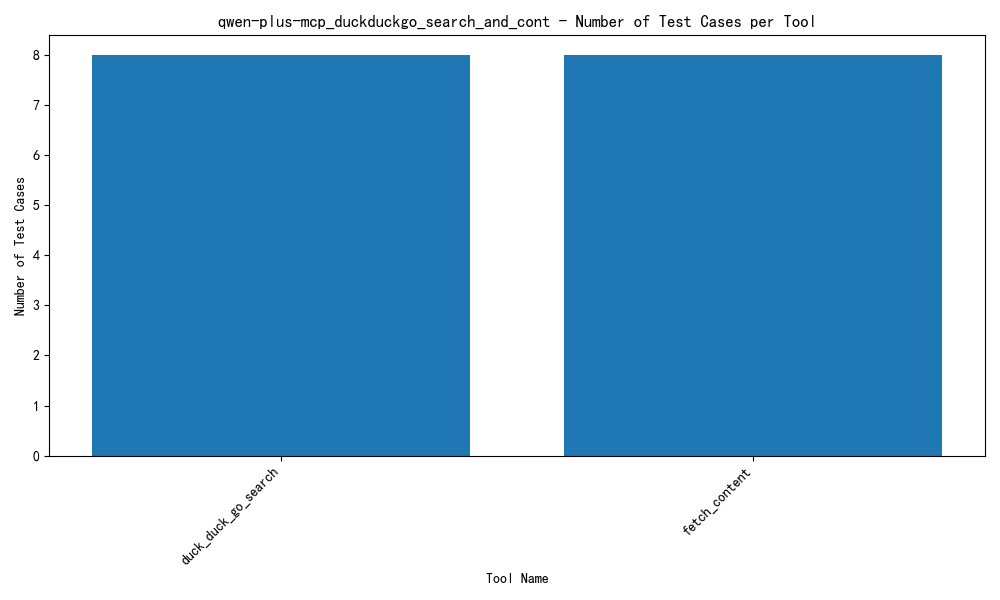 qwen-plus-mcp_duckduckgo_search_and_cont - Number of Test Cases per Tool
Number of Test Cases
8
7
6
5
4
3
2
1
0
duck_duck_go_search
fetch_content
Tool Name